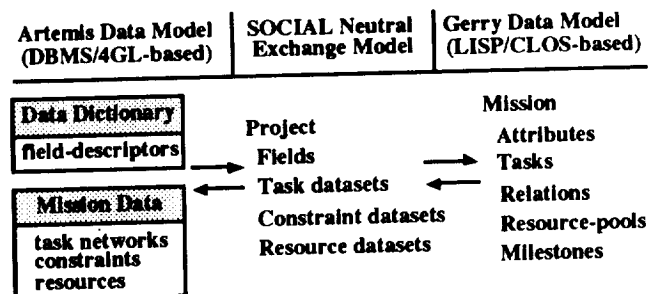 Artemis Data Model
(DBMS/4GL-based)
SOCIAL Neutral
Exchange Model
Gerry Data Model
(LISP/CLOS-based)
Data Dictionary
field-descriptors
Mission Data
task networks
constraints
resources
Project
Fields
Task datasets
Constraint datasets
Resource datasets
Mission
Attributes
Tasks
Relations
Resource-pools
Milestones